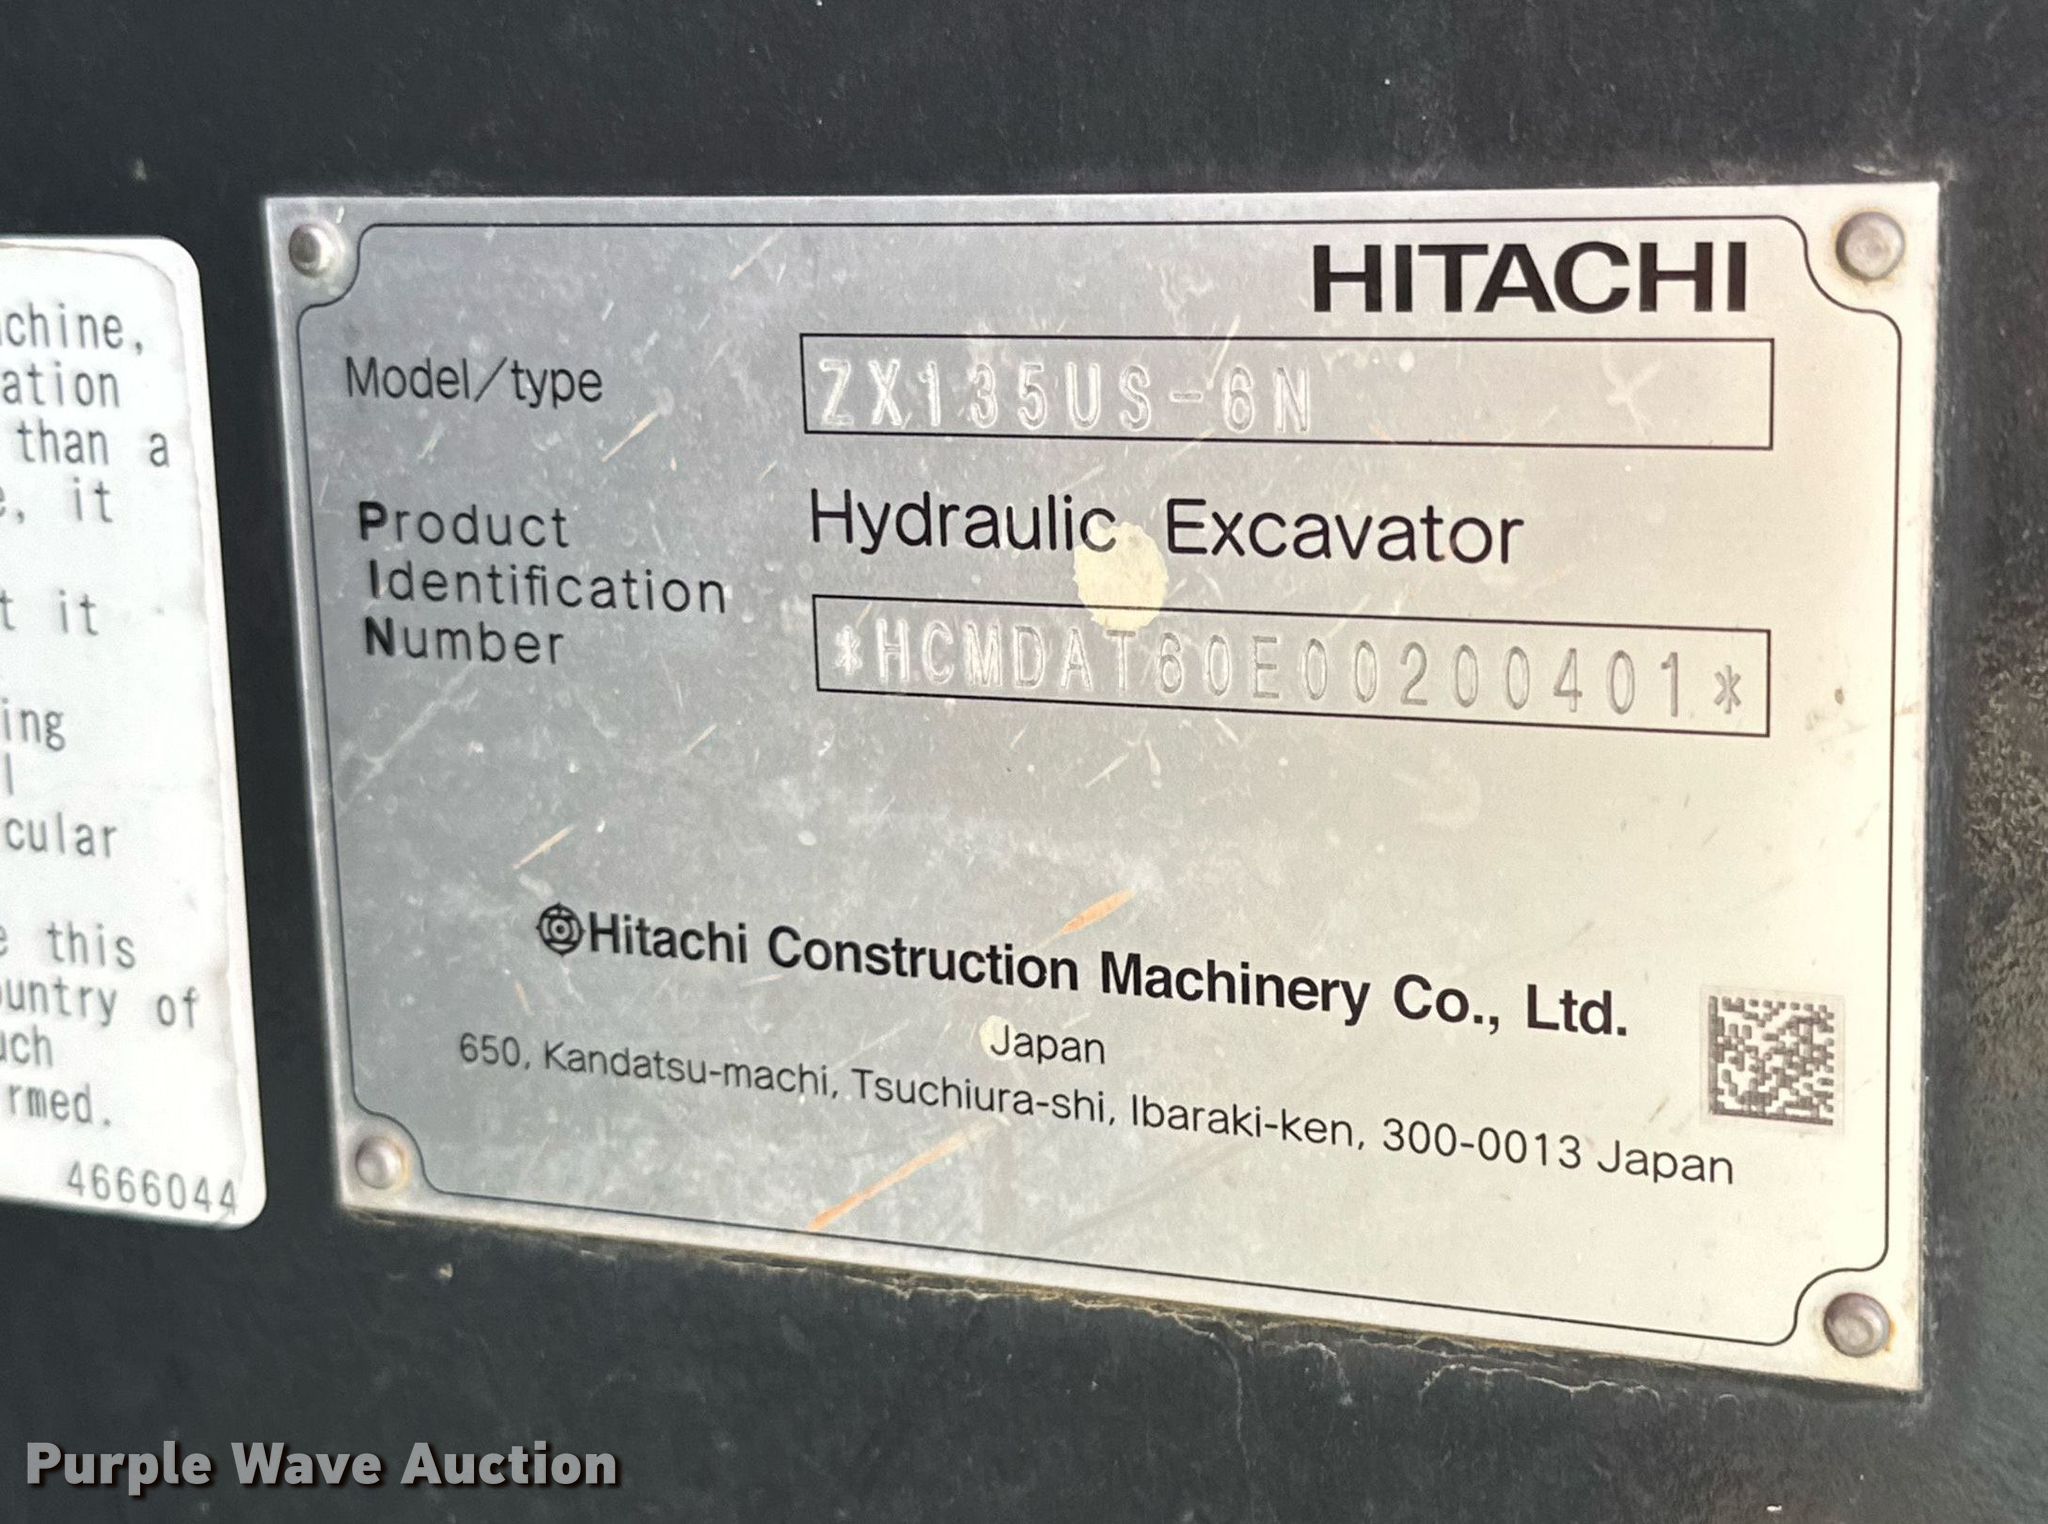 chine,
ation
than a
, it
t it
ing
l
cular
e this
ountry of
uch
rmed.
4666044
HITACHI
Model/type
ZX135US-6N
Hydraulic Excavator
Product
Identification
Number
*HCMDAT60E00200401*
Hitachi Construction Machinery Co., Ltd.
Japan
650, Kandatsu-machi, Tsuchiura-shi, Ibaraki-ken, 300-0013 Japan
Purple Wave Auction